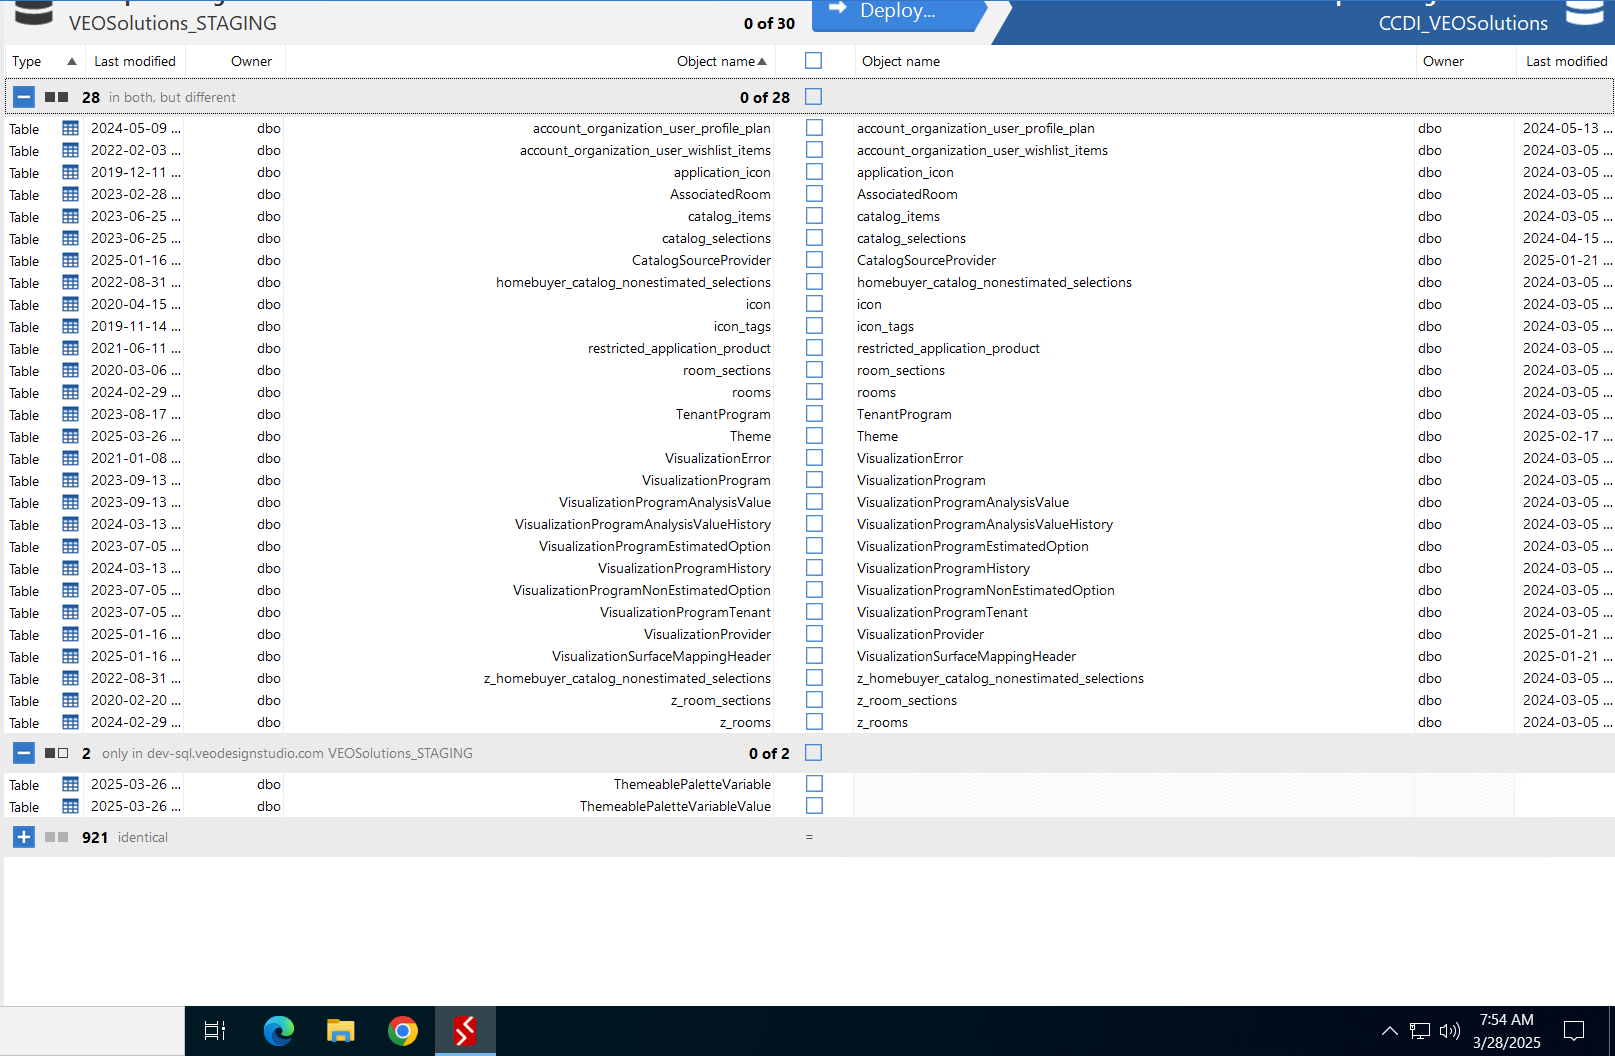 VEOSolutions_STAGING 0 of 30 Deploy... CCDI_VEOSolutions
Type Last modified Owner Object name Object name Owner Last modified
28 in both, but different 0 of 28
Table 2024-05-09 ... dbo account_organization_user_profile_plan account_organization_user_profile_plan dbo 2024-05-13 ...
Table 2022-02-03 ... dbo account_organization_user_wishlist_items account_organization_user_wishlist_items dbo 2024-03-05 ...
Table 2019-12-11 ... dbo application_icon application_icon dbo 2024-03-05 ...
Table 2023-02-28 ... dbo AssociatedRoom AssociatedRoom dbo 2024-03-05 ...
Table 2023-06-25 ... dbo catalog_items catalog_items dbo 2024-03-05 ...
Table 2023-06-25 ... dbo catalog_selections catalog_selections dbo 2024-04-15 ...
Table 2025-01-16 ... dbo CatalogSourceProvider CatalogSourceProvider dbo 2025-01-21 ...
Table 2022-08-31 ... dbo homebuyer_catalog_nonestimated_selections homebuyer_catalog_nonestimated_selections dbo 2024-03-05 ...
Table 2020-04-15 ... dbo icon icon dbo 2024-03-05 ...
Table 2019-11-14 ... dbo icon_tags icon_tags dbo 2024-03-05 ...
Table 2021-06-11 ... dbo restricted_application_product restricted_application_product dbo 2024-03-05 ...
Table 2020-03-06 ... dbo room_sections room_sections dbo 2024-03-05 ...
Table 2024-02-29 ... dbo rooms rooms dbo 2024-03-05 ...
Table 2023-08-17 ... dbo TenantProgram TenantProgram dbo 2024-03-05 ...
Table 2025-03-26 ... dbo Theme Theme dbo 2025-02-17 ...
Table 2021-01-08 ... dbo VisualizationError VisualizationError dbo 2024-03-05 ...
Table 2023-09-13 ... dbo VisualizationProgram VisualizationProgram dbo 2024-03-05 ...
Table 2023-09-13 ... dbo VisualizationProgramAnalysisValue VisualizationProgramAnalysisValue dbo 2024-03-05 ...
Table 2024-03-13 ... dbo VisualizationProgramAnalysisValueHistory VisualizationProgramAnalysisValueHistory dbo 2024-03-05 ...
Table 2023-07-05 ... dbo VisualizationProgramEstimatedOption VisualizationProgramEstimatedOption dbo 2024-03-05 ...
Table 2024-03-13 ... dbo VisualizationProgramHistory VisualizationProgramHistory dbo 2024-03-05 ...
Table 2023-07-05 ... dbo VisualizationProgramNonEstimatedOption VisualizationProgramNonEstimatedOption dbo 2024-03-05 ...
Table 2023-07-05 ... dbo VisualizationProgramTenant VisualizationProgramTenant dbo 2024-03-05 ...
Table 2025-01-16 ... dbo VisualizationProvider VisualizationProvider dbo 2025-01-21 ...
Table 2025-01-16 ... dbo VisualizationSurfaceMappingHeader VisualizationSurfaceMappingHeader dbo 2025-01-21 ...
Table 2022-08-31 ... dbo z_homebuyer_catalog_nonestimated_selections z_homebuyer_catalog_nonestimated_selections dbo 2024-03-05 ...
Table 2020-02-20 ... dbo z_room_sections z_room_sections dbo 2024-03-05 ...
Table 2024-02-29 ... dbo z_rooms z_rooms dbo 2024-03-05 ...
2 only in dev-sql.veodesignstudio.com VEOSolutions_STAGING 0 of 2
Table 2025-03-26 ... dbo ThemeablePaletteVariable
Table 2025-03-26 ... dbo ThemeablePaletteVariableValue
921 identical =
7:54 AM
3/28/2025